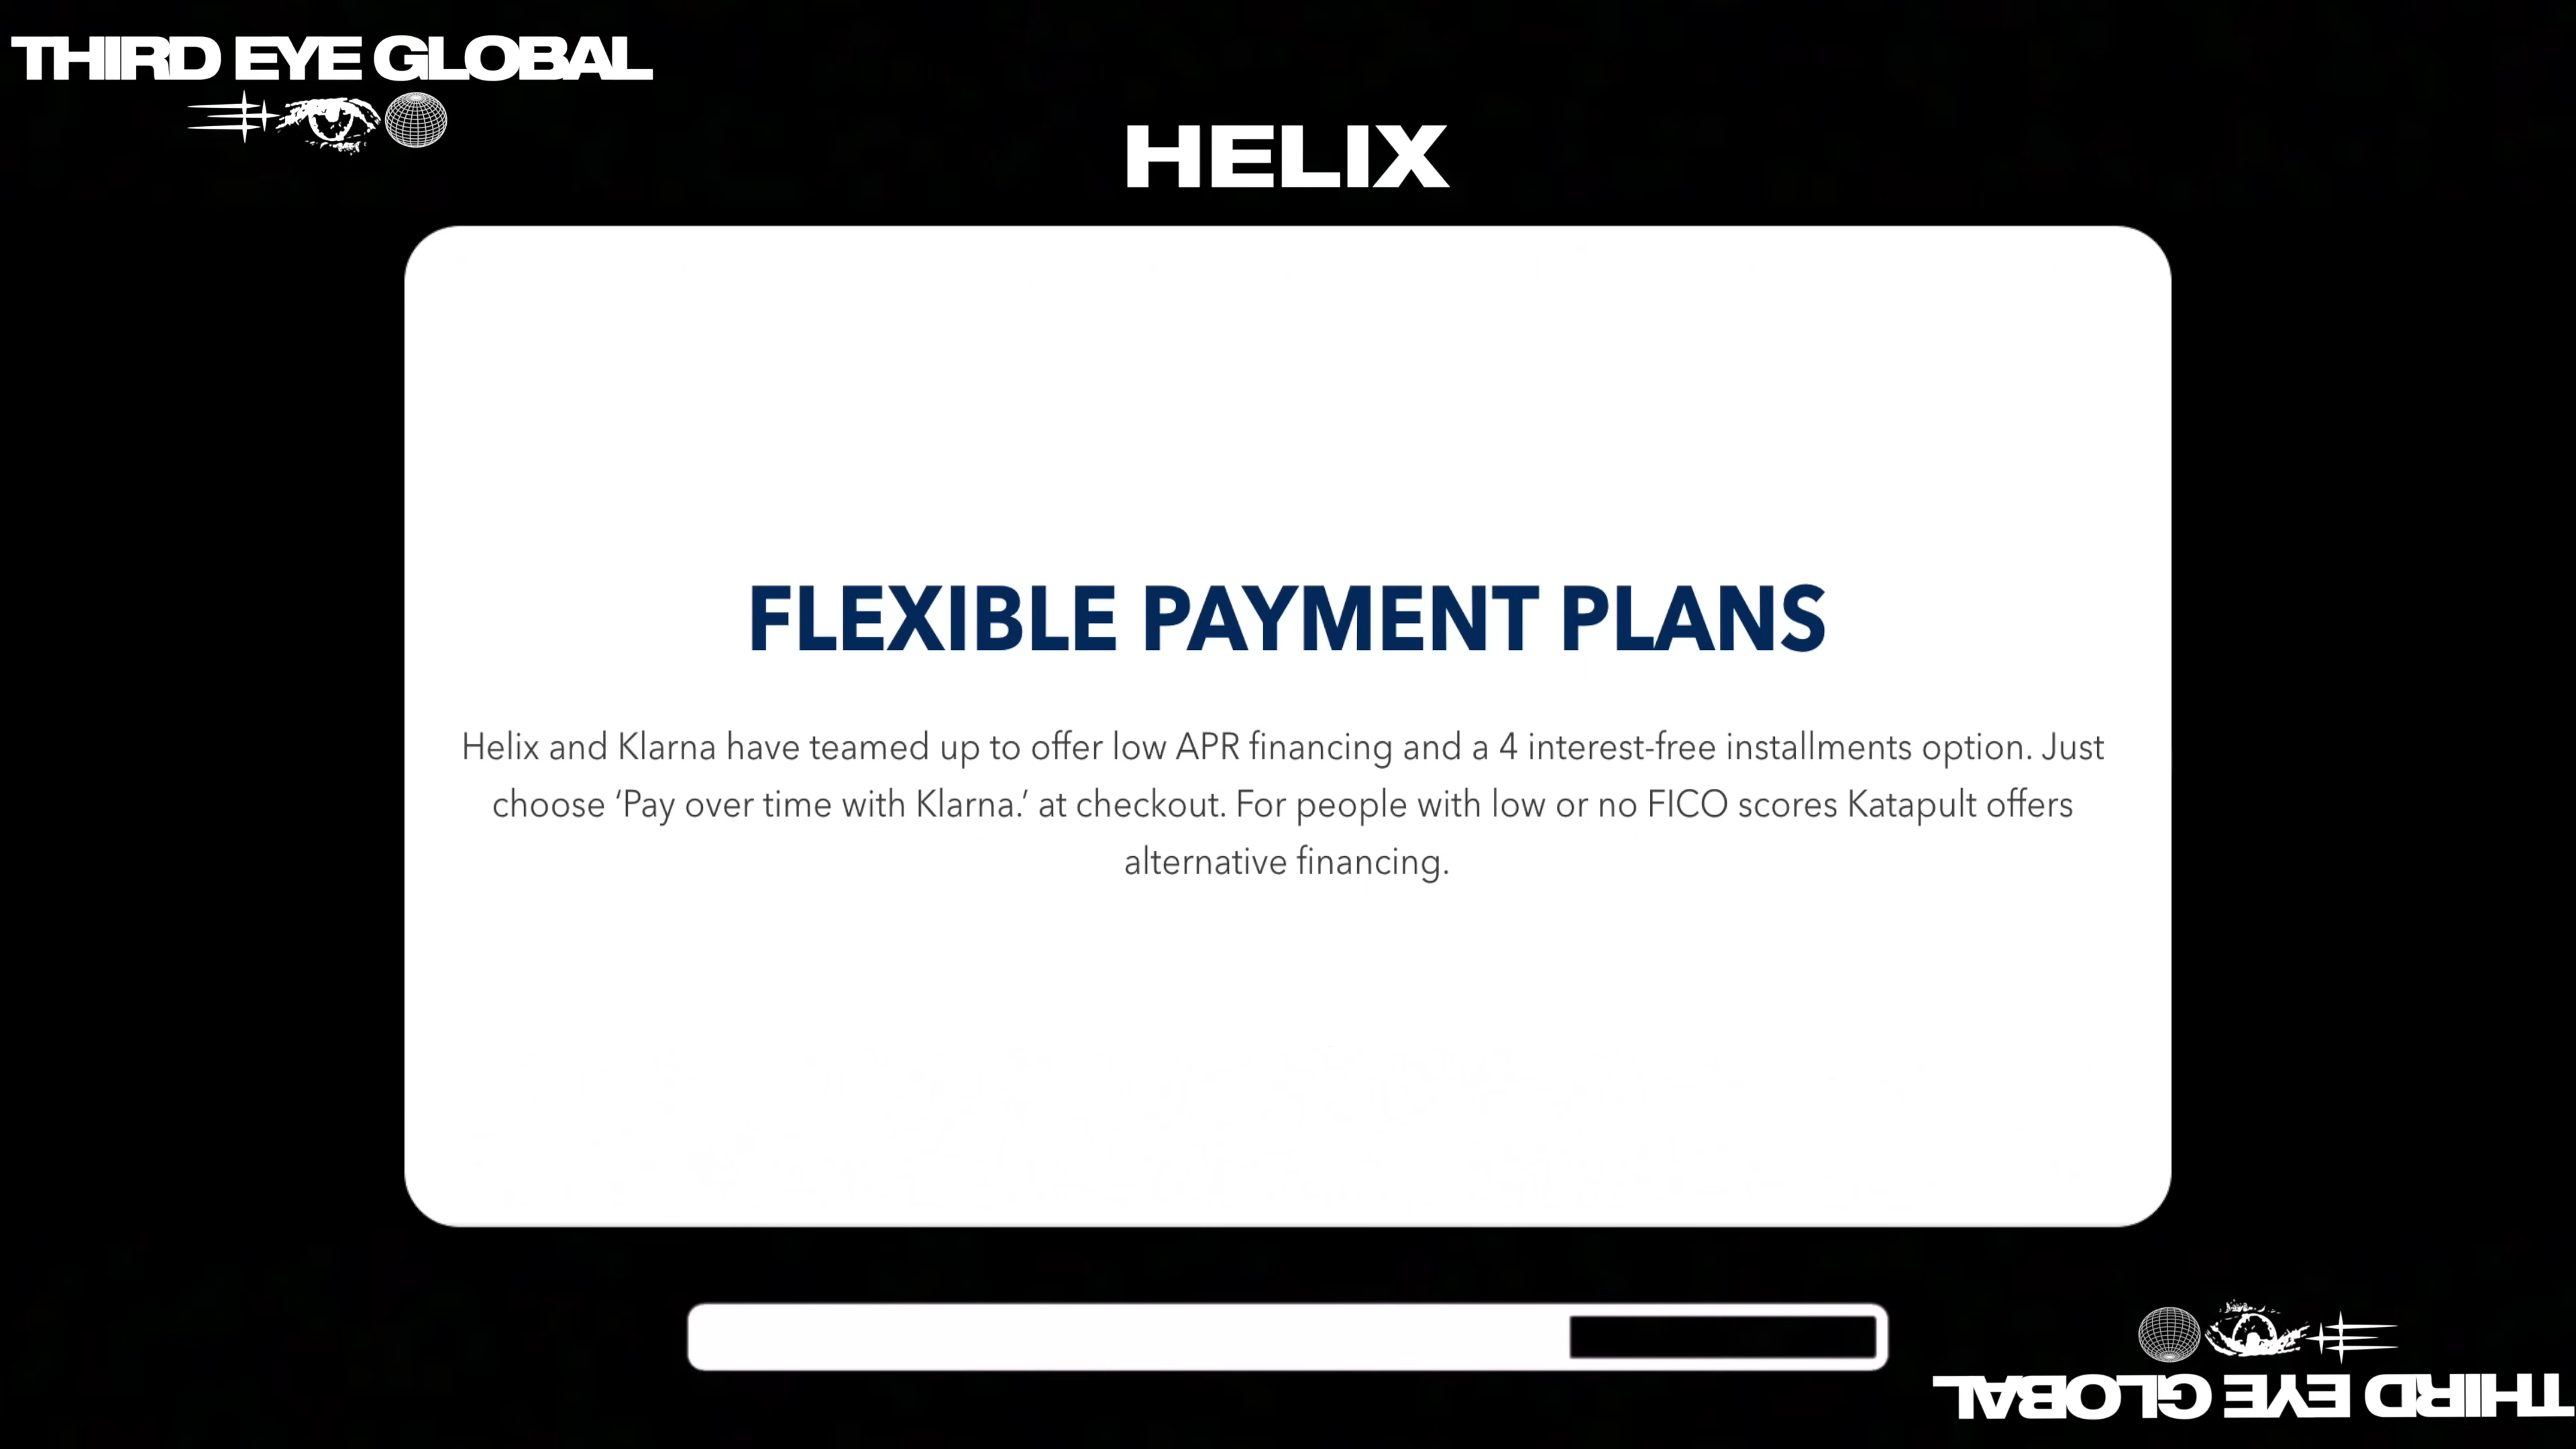 THIRD EYE GLOBAL
HELIX
FLEXIBLE PAYMENT PLANS
Helix and Klarna have teamed up to offer low APR financing and a 4 interest-free installments option. Just
choose ‘Pay over time with Klarna.’ at checkout. For people with low or no FICO scores Katapult offers
alternative financing.
THIRD EYE GLOBAL